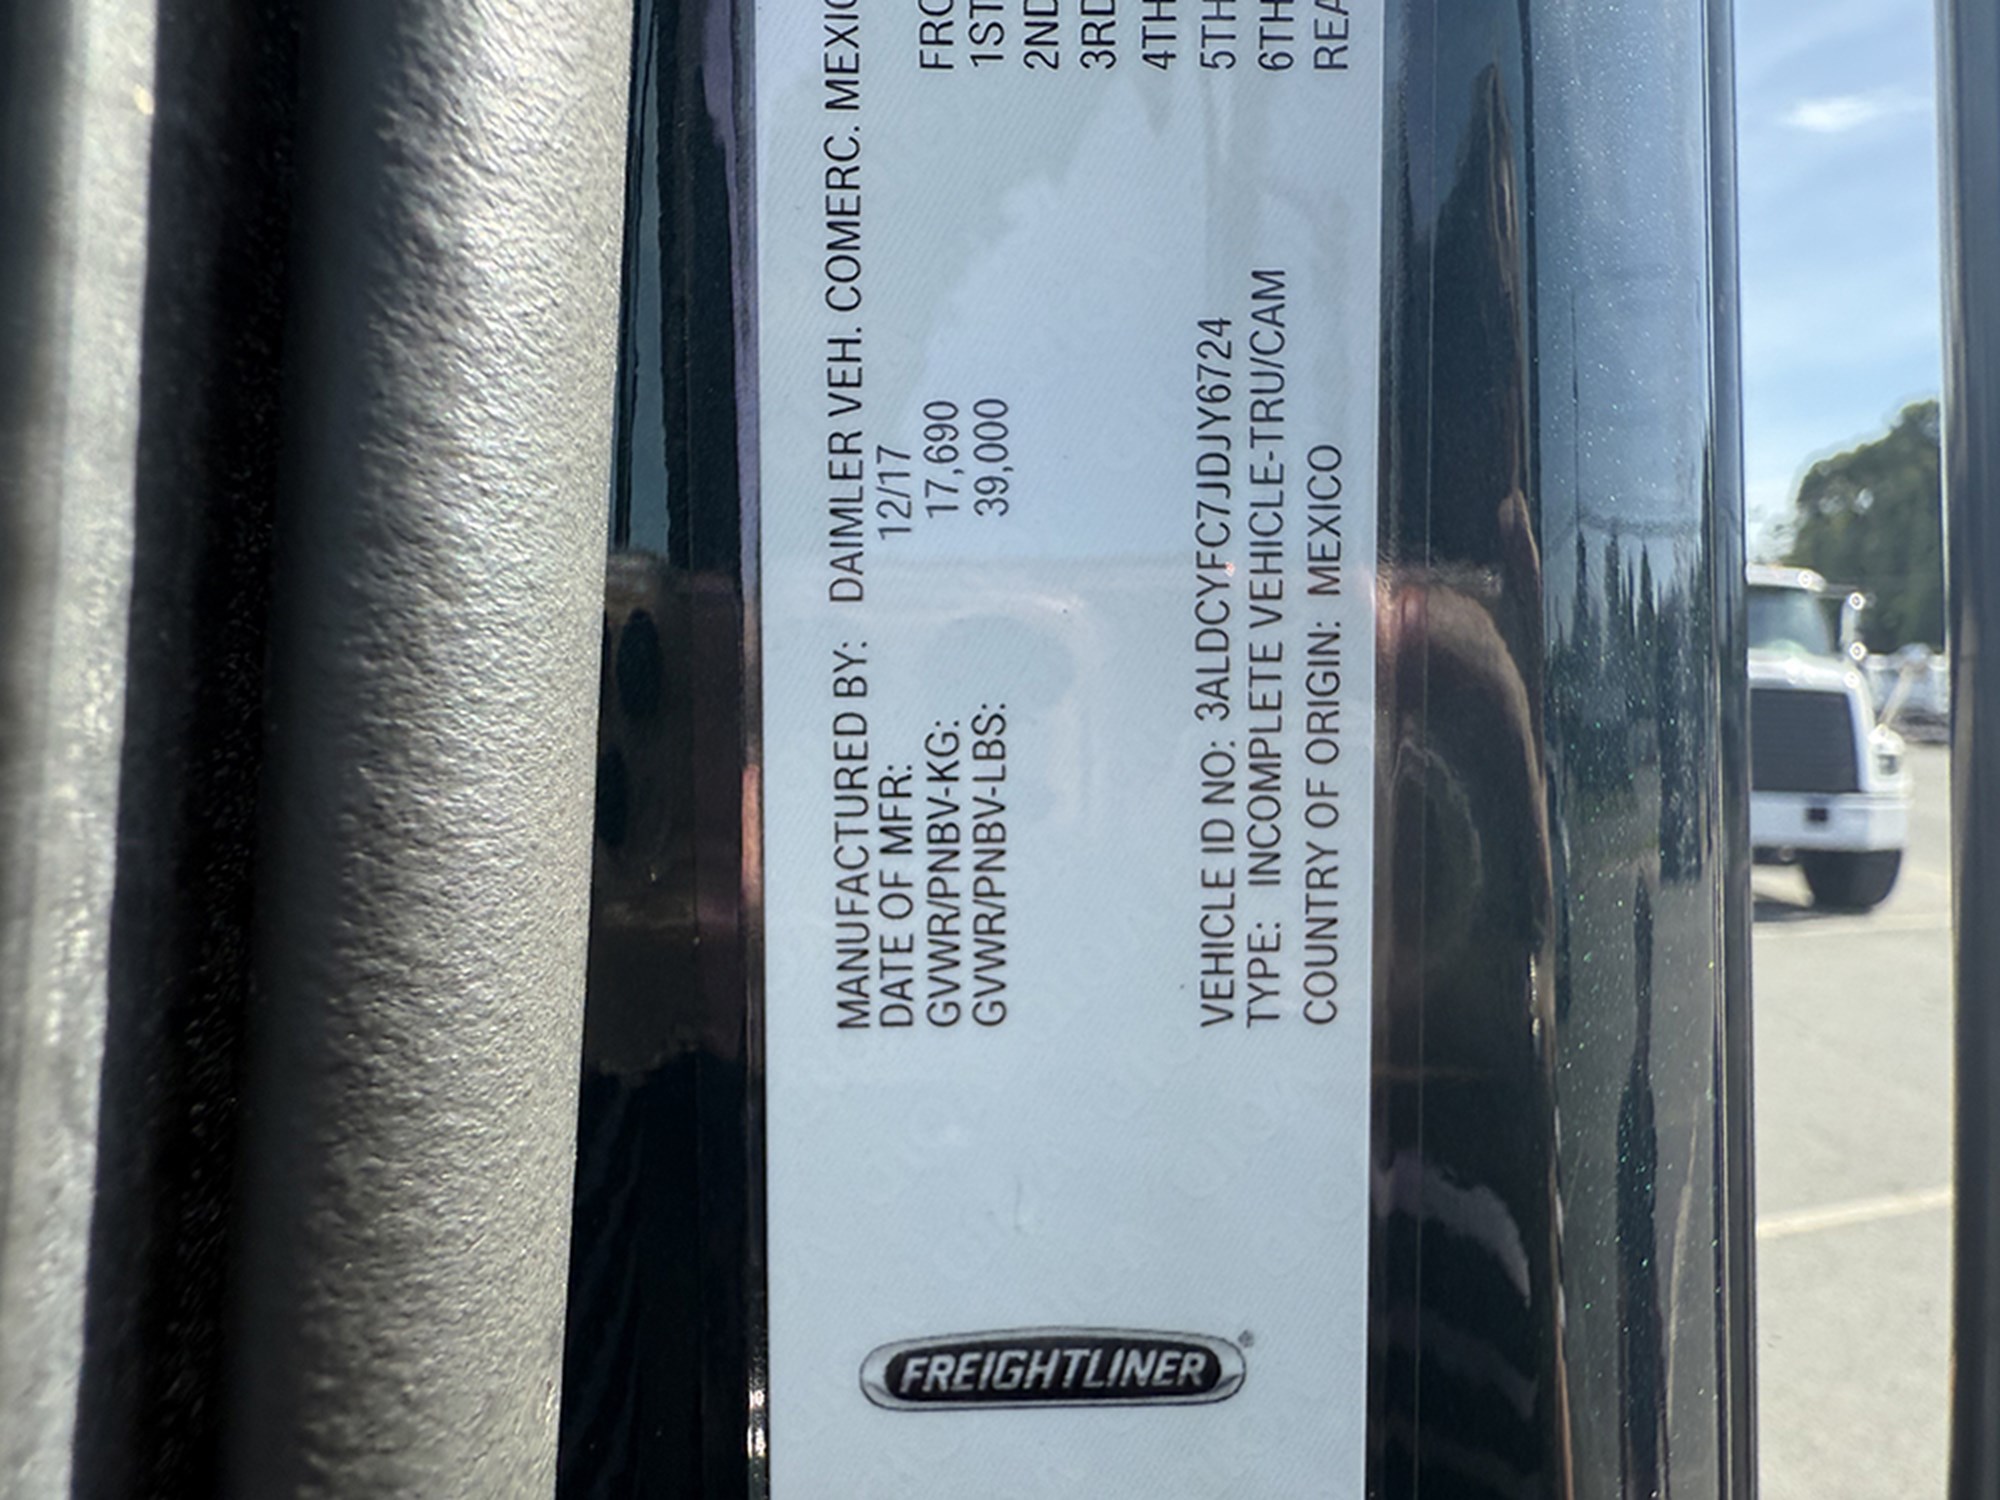 FREIGHTLINER®
MANUFACTURED BY: DAIMLER VEH. COMERC. MEXIC
DATE OF MFR: 12/17
GVWR/PNBV-KG: 17,690
GVWR/PNBV-LBS: 39,000
VEHICLE ID NO: 3ALDCYFC7JDJY6724
TYPE: INCOMPLETE VEHICLE-TRU/CAM
COUNTRY OF ORIGIN: MEXICO
FRO
1ST
2ND
3RD
4TH
5TH
6TH
REA